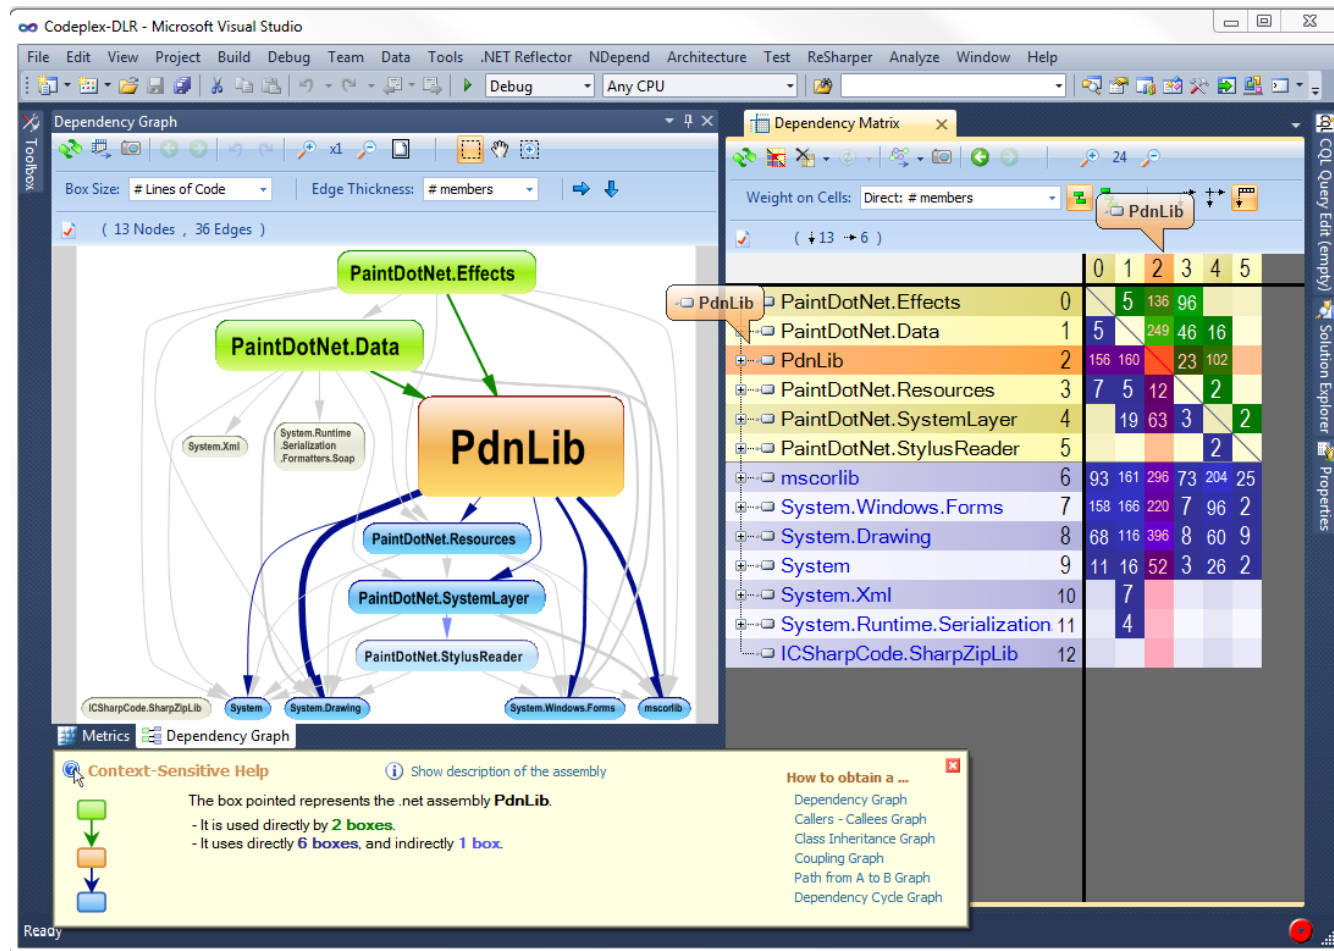 Codeplex-DLR - Microsoft Visual Studio
File Edit View Project Build Debug Team Data Tools .NET Reflector NDepend Architecture Test ReSharper Analyze Window Help
Debug Any CPU
Toolbox
Dependency Graph
x1
Box Size: # Lines of Code Edge Thickness: # members
( 13 Nodes , 36 Edges )
PaintDotNet.Effects
PaintDotNet.Data
System.Xml
System.Runtime
.Serialization
.Formatters.Soap
PdnLib
PaintDotNet.Resources
PaintDotNet.SystemLayer
PaintDotNet.StylusReader
ICSharpCode.SharpZipLib System System.Drawing System.Windows.Forms mscorlib
Metrics Dependency Graph
Dependency Matrix
24
Weight on Cells: Direct: # members
PdnLib
( 13 6 )
0 1 2 3 4 5
PdnLib
PaintDotNet.Effects 0 5 136 96
PaintDotNet.Data 1 5 249 46 16
PdnLib 2 156 160 23 102
PaintDotNet.Resources 3 7 5 12 2
PaintDotNet.SystemLayer 4 19 63 3 2
PaintDotNet.StylusReader 5 2
mscorlib 6 93 161 296 73 204 25
System.Windows.Forms 7 158 166 220 7 96 2
System.Drawing 8 68 116 396 8 60 9
System 9 11 16 52 3 26 2
System.Xml 10 7
System.Runtime.Serialization. 11 4
ICSharpCode.SharpZipLib 12
CQL Query Edit (empty)
Solution Explorer
Properties
Context-Sensitive Help
Show description of the assembly
The box pointed represents the .net assembly PdnLib.
- It is used directly by 2 boxes.
- It uses directly 6 boxes, and indirectly 1 box.
How to obtain a ...
Dependency Graph
Callers - Callees Graph
Class Inheritance Graph
Coupling Graph
Path from A to B Graph
Dependency Cycle Graph
Ready